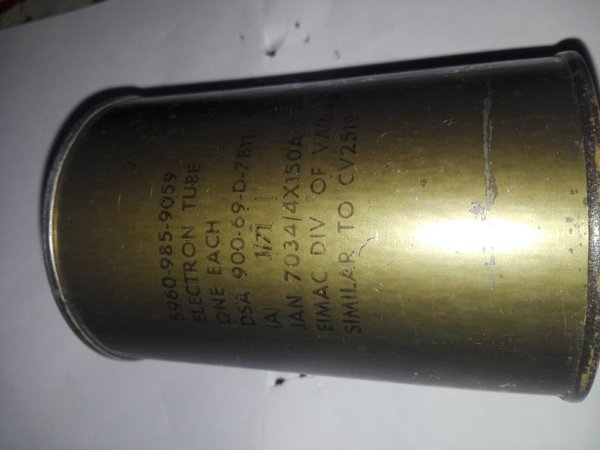 5960-985-9059
ELECTRON TUBE
ONE EACH
DSA 900-69-D-7811
(A) 1/71
JAN 7034/4X150A
EIMAC DIV OF VARIAN
SIMILAR TO CV2519